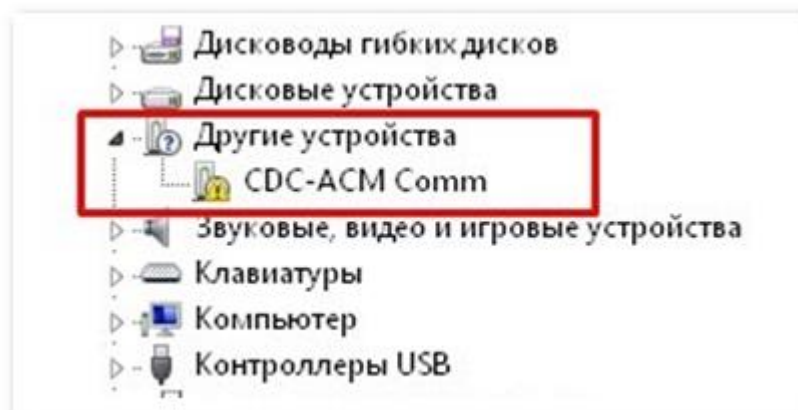 Дисководы гибких дисков
Дисковые устройства
Другие устройства
CDC-ACM Comm
Звуковые, видео и игровые устройства
Клавиатуры
Компьютер
Контроллеры USB